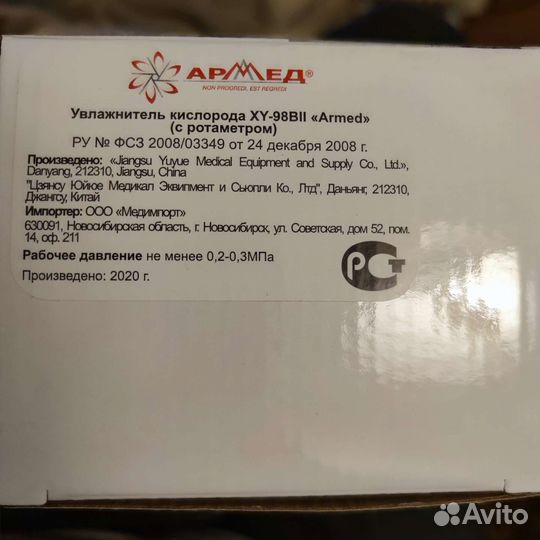 АРМЕД®
NON PROGREDI, EST REGREDI
Увлажнитель кислорода XY-98BII «Armed»
(с ротаметром)
РУ № ФСЗ 2008/03349 от 24 декабря 2008 г.
Произведено: «Jiangsu Yuyue Medical Equipment and Supply Co., Ltd.»,
Danyang, 212310, Jiangsu, China
"Цзянсу Юйюе Медикал Эквипмент и Сьюпли Ко., Лтд", Даньянг, 212310,
Джангсу, Китай
Импортер: ООО «Медимпорт»
630091, Новосибирская область, г. Новосибирск, ул. Советская, дом 52, пом.
14, оф. 211
Рабочее давление не менее 0,2-0,3МПа
Произведено: 2020 г.
РСТ
Avito